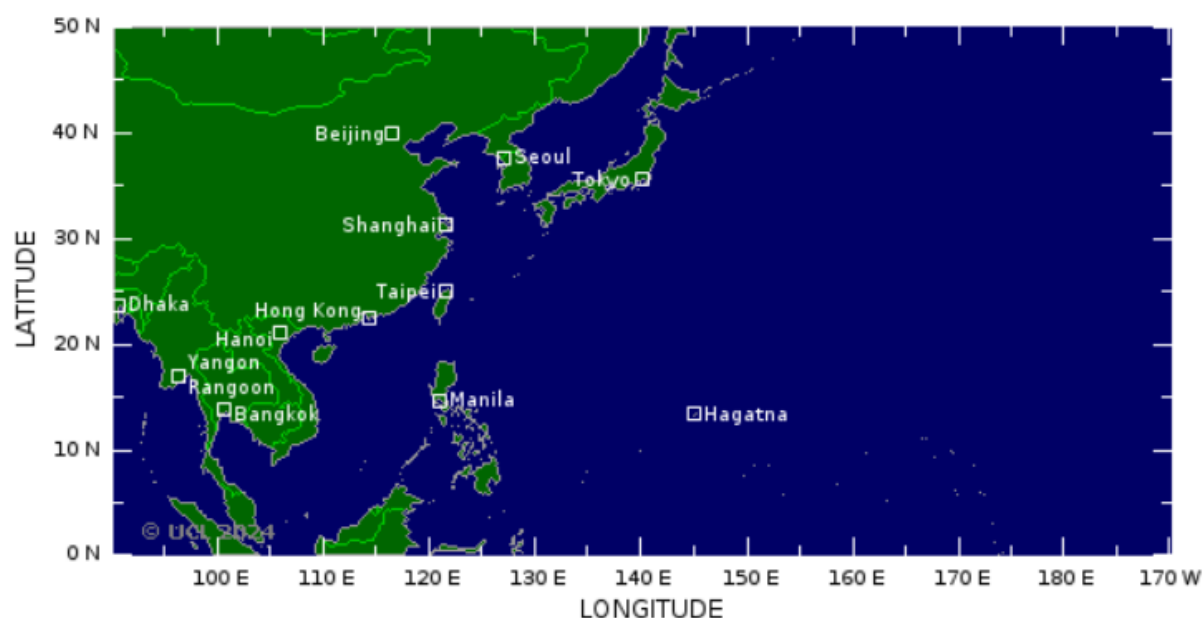 50 N
40 N
30 N
20 N
10 N
0 N
LATITUDE
Beijing
Seoul
Tokyo
Shanghai
Taipei
Dhaka
Hong Kong
Hanoi
Yangon
Rangoon
Manila
Bangkok
Hagatna
© UCL 2024
100 E 110 E 120 E 130 E 140 E 150 E 160 E 170 E 180 E 170 W
LONGITUDE